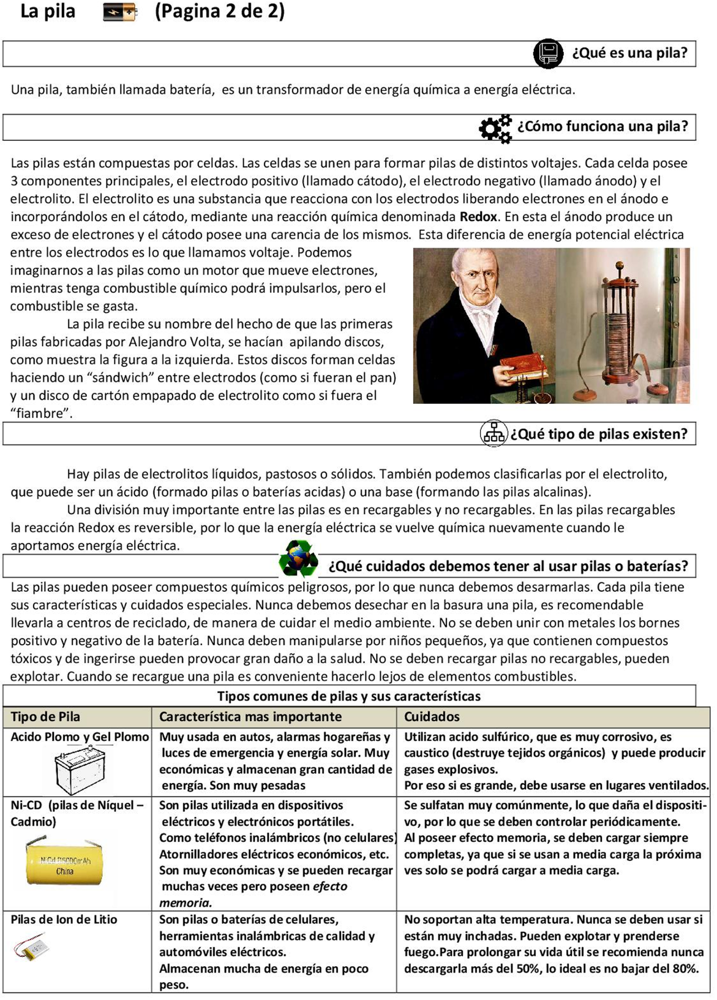 La pila (Pagina 2 de 2)
¿Qué es una pila?
Una pila, también llamada batería,  es un transformador de energía química a energía eléctrica.
¿Cómo funciona una pila?
Las pilas están compuestas por celdas. Las celdas se unen para formar pilas de distintos voltajes. Cada celda posee
3 componentes principales, el electrodo positivo (llamado cátodo), el electrodo negativo (llamado ánodo) y el
electrolito. El electrolito es una substancia que reacciona con los electrodos liberando electrones en el ánodo e
incorporándolos en el cátodo, mediante una reacción química denominada Redox. En esta el ánodo produce un
exceso de electrones y el cátodo posee una carencia de los mismos.  Esta diferencia de energía potencial eléctrica
entre los electrodos es lo que llamamos voltaje. Podemos
imaginarnos a las pilas como un motor que mueve electrones,
mientras tenga combustible químico podrá impulsarlos, pero el
combustible se gasta.
La pila recibe su nombre del hecho de que las primeras
pilas fabricadas por Alejandro Volta, se hacían  apilando discos,
como muestra la figura a la izquierda. Estos discos forman celdas
haciendo un “sándwich” entre electrodos (como si fueran el pan)
y un disco de cartón empapado de electrolito como si fuera el
“fiambre”.
¿Qué tipo de pilas existen?
Hay pilas de electrolitos líquidos, pastosos o sólidos. También podemos clasificarlas por el electrolito,
que puede ser un ácido (formado pilas o baterías acidas) o una base (formando las pilas alcalinas).
Una división muy importante entre las pilas es en recargables y no recargables. En las pilas recargables
la reacción Redox es reversible, por lo que la energía eléctrica se vuelve química nuevamente cuando le
aportamos energía eléctrica.
¿Qué cuidados debemos tener al usar pilas o baterías?
Las pilas pueden poseer compuestos químicos peligrosos, por lo que nunca debemos desarmarlas. Cada pila tiene
sus características y cuidados especiales. Nunca debemos desechar en la basura una pila, es recomendable
llevarla a centros de reciclado, de manera de cuidar el medio ambiente. No se deben unir con metales los bornes
positivo y negativo de la batería. Nunca deben manipularse por niños pequeños, ya que contienen compuestos
tóxicos y de ingerirse pueden provocar gran daño a la salud. No se deben recargar pilas no recargables, pueden
explotar. Cuando se recargue una pila es conveniente hacerlo lejos de elementos combustibles.
Tipos comunes de pilas y sus características
Tipo de Pila
Característica mas importante
Cuidados
Acido Plomo y Gel Plomo
Muy usada en autos, alarmas hogareñas y
luces de emergencia y energía solar. Muy
económicas y almacenan gran cantidad de
energía. Son muy pesadas
Utilizan acido sulfúrico, que es muy corrosivo, es
caustico (destruye tejidos orgánicos)  y puede producir
gases explosivos.
Por eso si es grande, debe usarse en lugares ventilados.
Ni-CD  (pilas de Níquel –
Cadmio)
China
Son pilas utilizada en dispositivos
eléctricos y electrónicos portátiles.
Como teléfonos inalámbricos (no celulares)
Atornilladores eléctricos económicos, etc.
Son muy económicas y se pueden recargar
muchas veces pero poseen efecto
memoria.
Se sulfatan muy comúnmente, lo que daña el dispositi-
vo, por lo que se deben controlar periódicamente.
Al poseer efecto memoria, se deben cargar siempre
completas, ya que si se usan a media carga la próxima
ves solo se podrá cargar a media carga.
Pilas de Ion de Litio
Son pilas o baterías de celulares,
herramientas inalámbricas de calidad y
automóviles eléctricos.
Almacenan mucha de energía en poco
peso.
No soportan alta temperatura. Nunca se deben usar si
están muy inchadas. Pueden explotar y prenderse
fuego.Para prolongar su vida útil se recomienda nunca
descargarla más del 50%, lo ideal es no bajar del 80%.